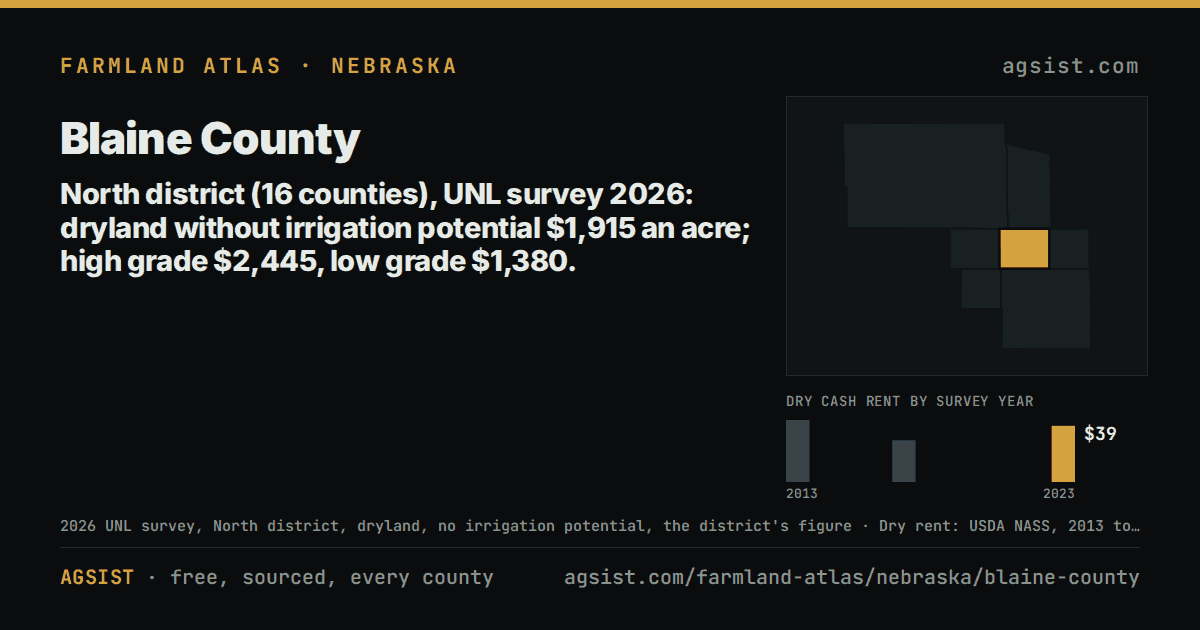 FARMLAND ATLAS · NEBRASKA
agsist.com
Blaine County
North district (16 counties), UNL survey 2026:
dryland without irrigation potential $1,915 an acre;
high grade $2,445, low grade $1,380.
DRY CASH RENT BY SURVEY YEAR
$39
2013
2023
2026 UNL survey, North district, dryland, no irrigation potential, the district's figure · Dry rent: USDA NASS, 2013 to…
AGSIST · free, sourced, every county
agsist.com/farmland-atlas/nebraska/blaine-county